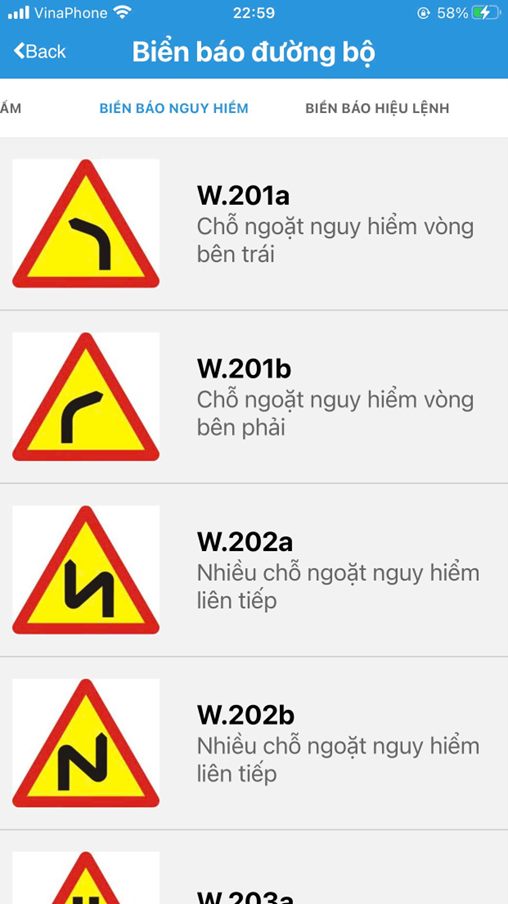 VinaPhone 22:59 58%
Back Biển báo đường bộ
ẤM BIỂN BÁO NGUY HIỂM BIỂN BÁO HIỆU LỆNH
W.201a
Chỗ ngoặt nguy hiểm vòng
bên trái
W.201b
Chỗ ngoặt nguy hiểm vòng
bên phải
W.202a
Nhiều chỗ ngoặt nguy hiểm
liên tiếp
W.202b
Nhiều chỗ ngoặt nguy hiểm
liên tiếp
W.203a